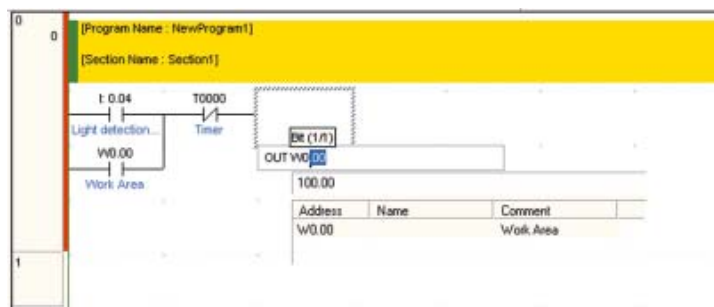 0
0
[Program Name : NewProgram1]
[Section Name : Section1]
I: 0.04
T0000
Light detection...
Timer
W0.00
Work Area
Bit (1/1)
OUT W0.00
100.00
Address Name Comment
W0.00 Work Area
1